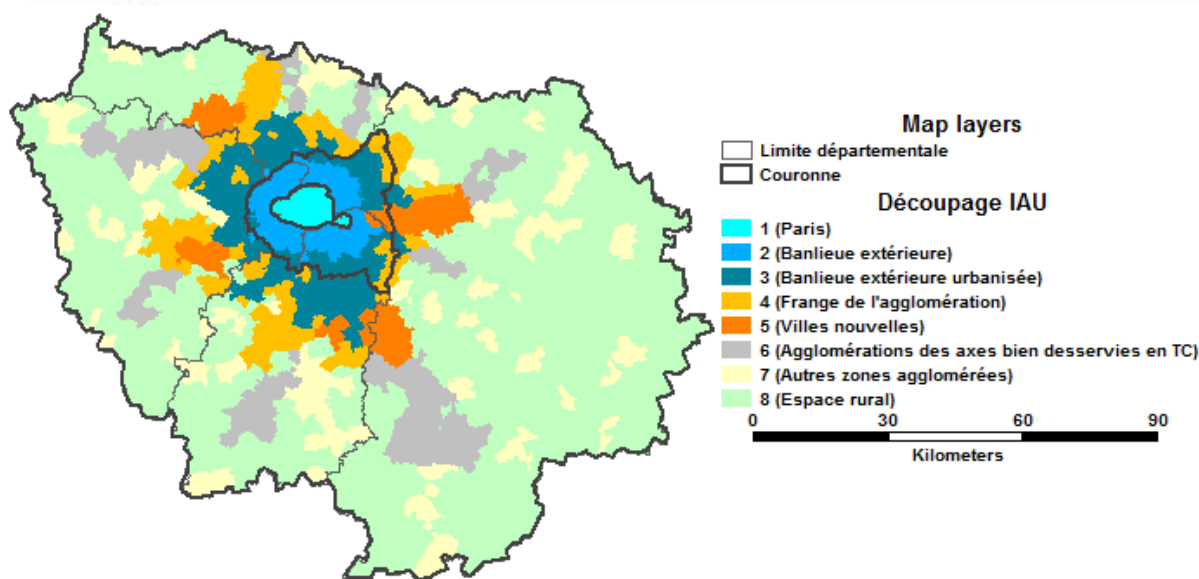 Map layers
Limite départementale
Couronne
Découpage IAU
1 (Paris)
2 (Banlieue extérieure)
3 (Banlieue extérieure urbanisée)
4 (Frange de l'agglomération)
5 (Villes nouvelles)
6 (Agglomérations des axes bien desservies en TC)
7 (Autres zones agglomérées)
8 (Espace rural)
0 30 60 90
Kilometers